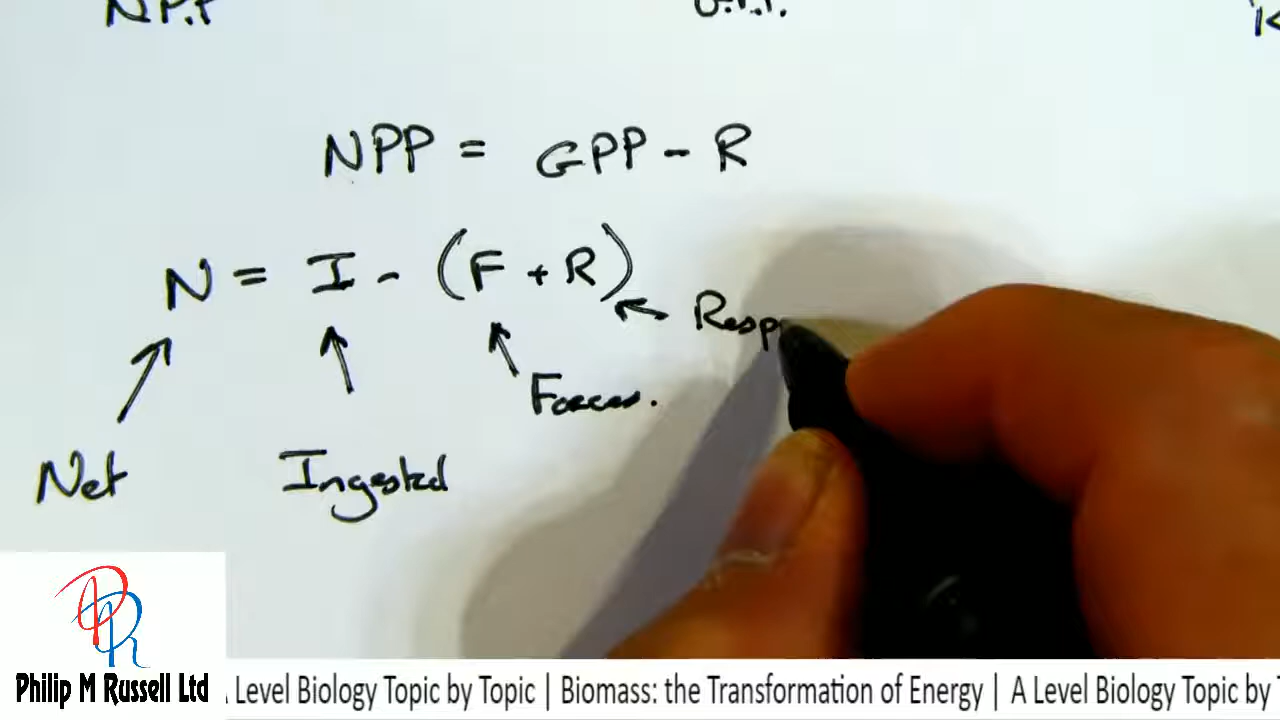 N.P.P
NPP = GPP - R
N = I - (F + R)
Resp
Faeces.
Net
Ingested
Philip M Russell Ltd
A Level Biology Topic by Topic | Biomass: the Transformation of Energy | A Level Biology Topic by T